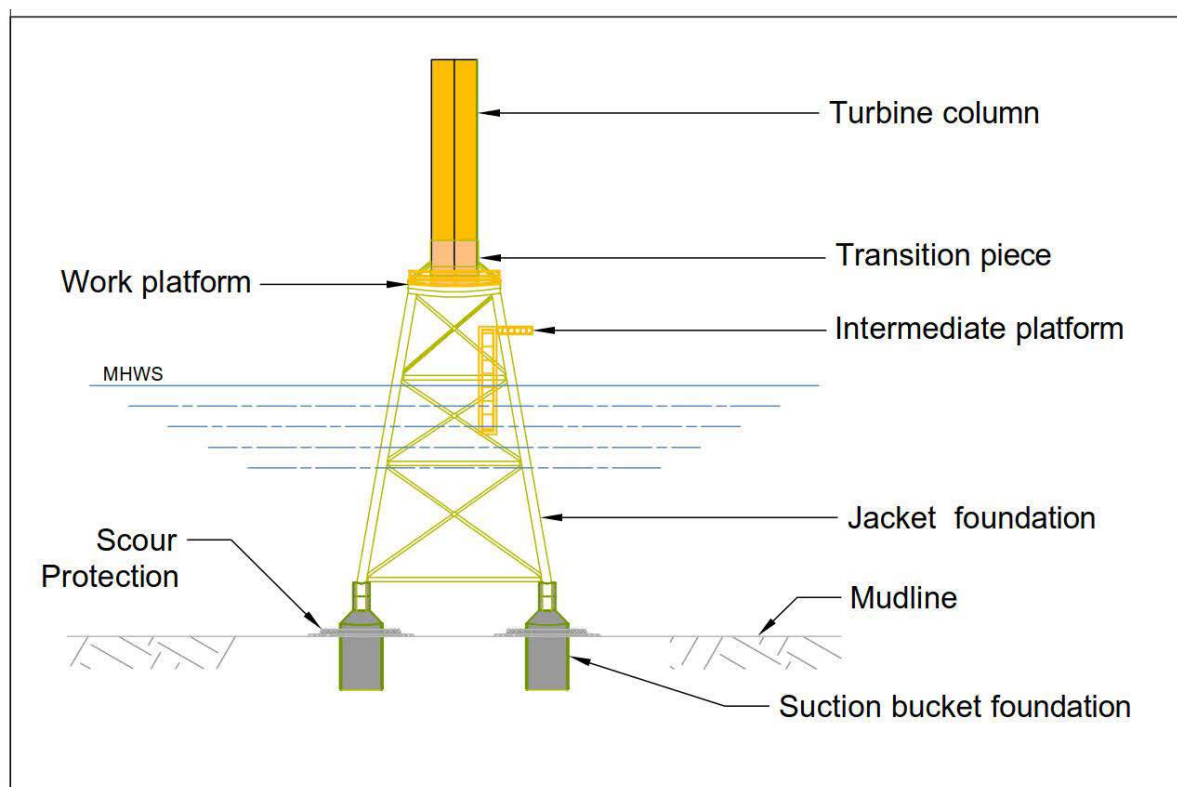 Turbine column
Transition piece
Work platform
Intermediate platform
MHWS
Jacket foundation
Scour
Protection
Mudline
Suction bucket foundation